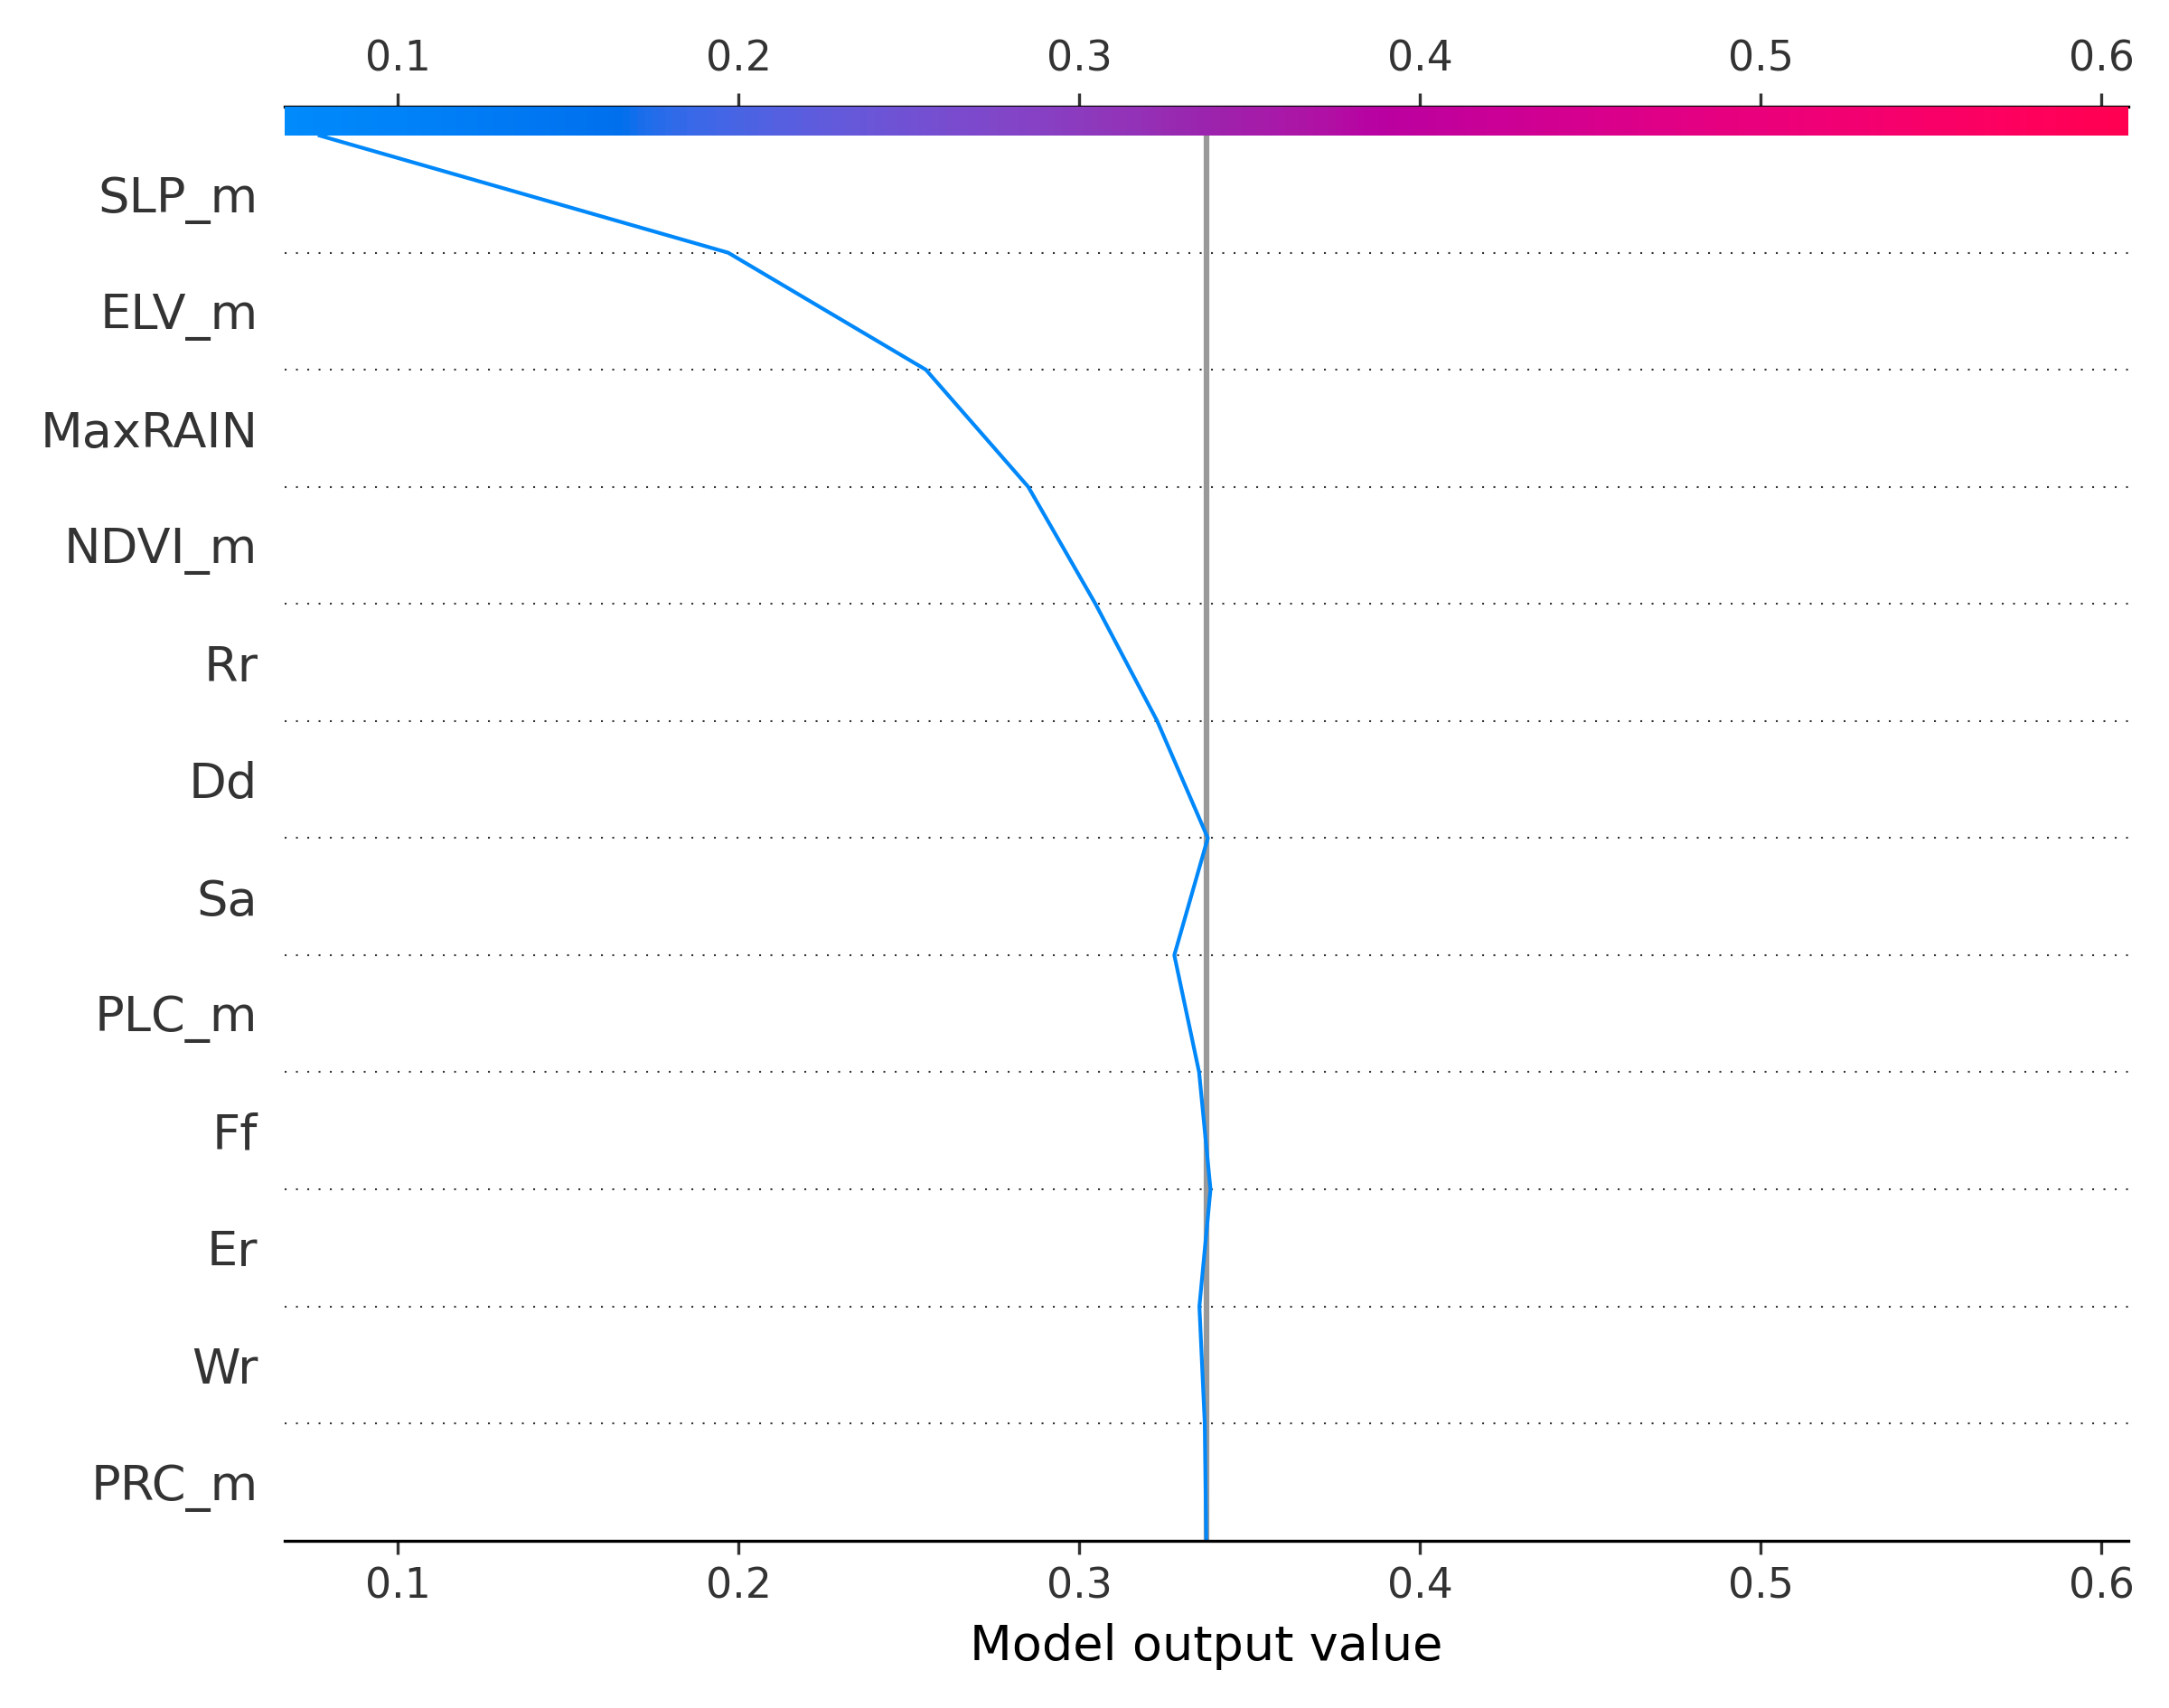 0.1 0.2 0.3 0.4 0.5 0.6
SLP_m
ELV_m
MaxRAIN
NDVI_m
Rr
Dd
Sa
PLC_m
Ff
Er
Wr
PRC_m
0.1 0.2 0.3 0.4 0.5 0.6
Model output value